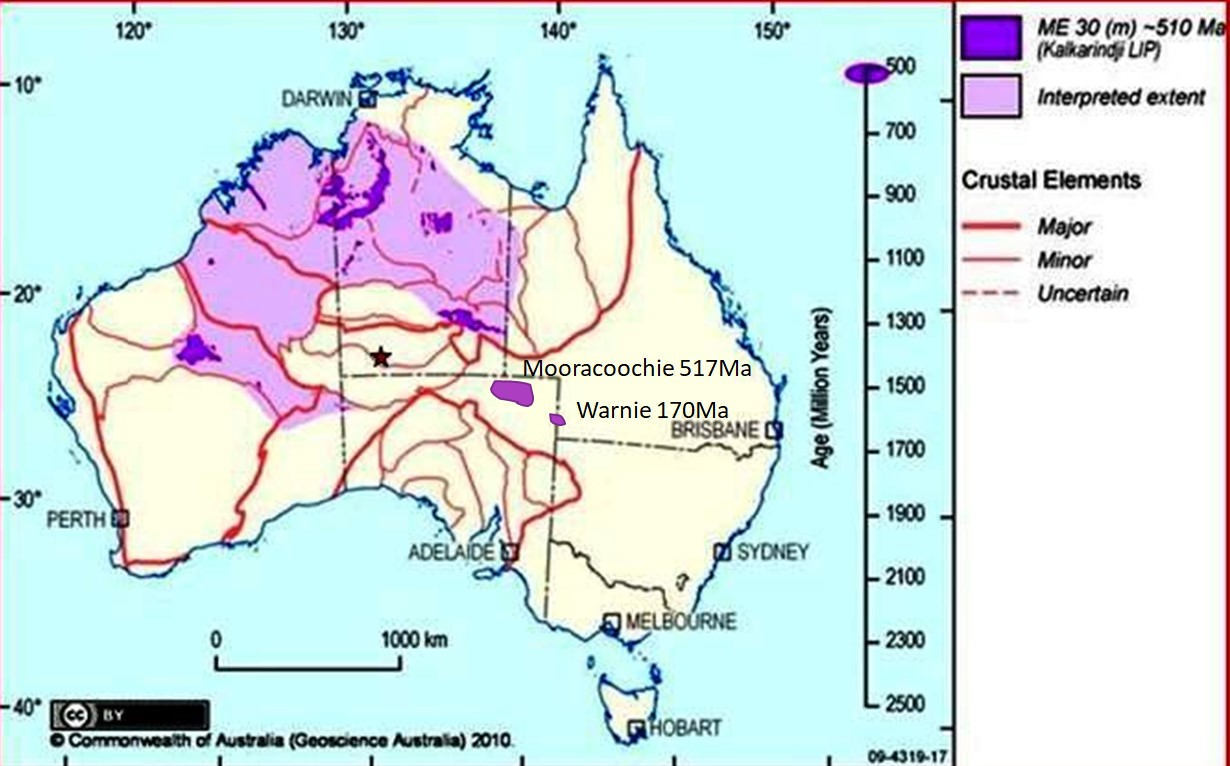 120° 130° 140° 150°
ME 30 (m) ~510 Ma
(Kalkarindji LIP)
Interpreted extent
Crustal Elements
Major
Minor
Uncertain
10°
20°
30°
40°
DARWIN
Mooracoochie 517Ma
Warnie 170Ma
BRISBANE
PERTH
ADELAIDE
SYDNEY
MELBOURNE
HOBART
Age (Million Years)
500
700
900
1100
1300
1500
1700
1900
2100
2300
2500
0 1000 km
cc BY
© Commonwealth of Australia (Geoscience Australia) 2010.
09-4319-17